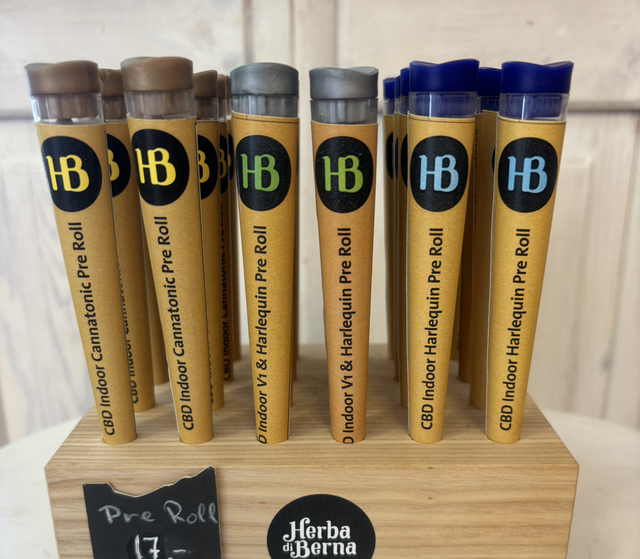 HB
HB
HB
HB
HB
HB
CBD Indoor Cannatonic Pre Roll
CBD Indoor Cannatonic Pre Roll
D Indoor V1 & Harlequin Pre Roll
D Indoor V1 & Harlequin Pre Roll
CBD Indoor Harlequin Pre Roll
CBD Indoor Harlequin Pre Roll
Pre Roll
17.-
Herba
di Berna